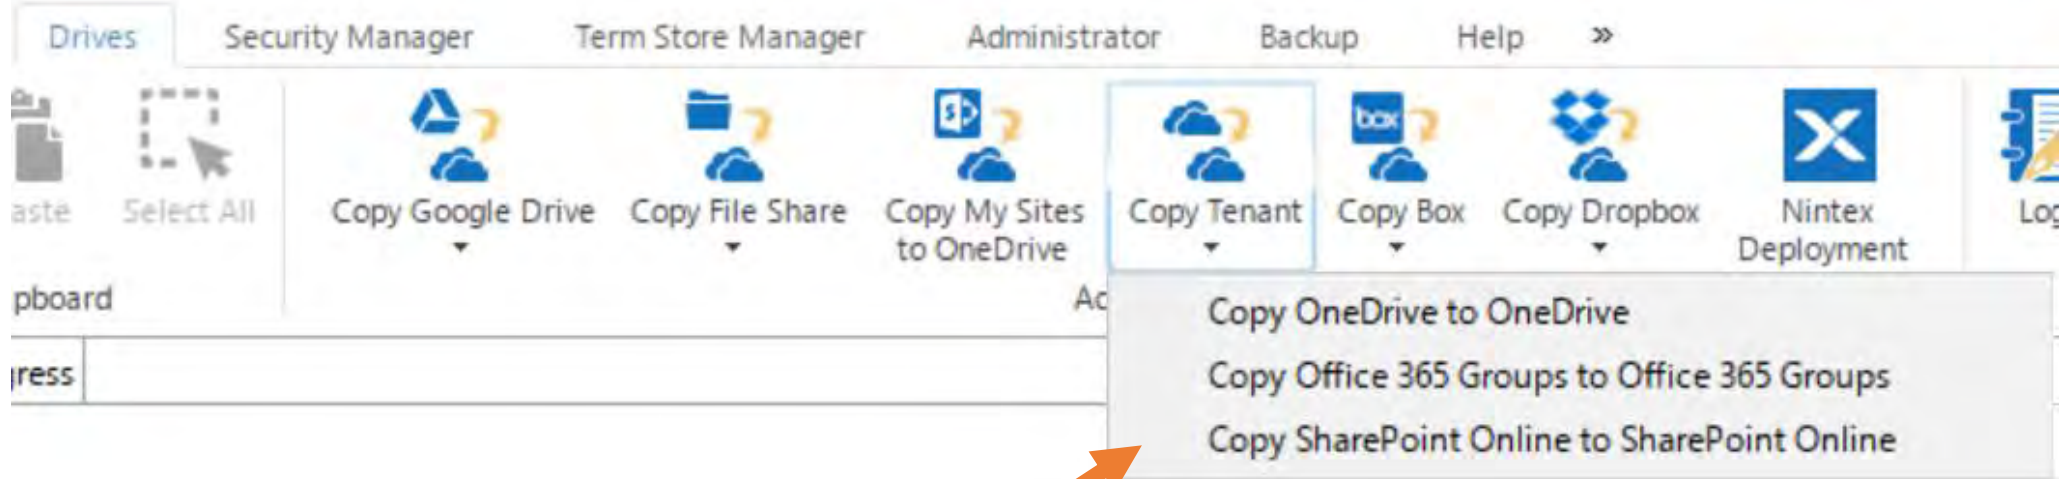 Drives Security Manager Term Store Manager Administrator Backup Help »
box
aste Select All Copy Google Drive Copy File Share Copy My Sites to OneDrive Copy Tenant Copy Box Copy Dropbox Nintex Deployment Log
pboard Ac
Copy OneDrive to OneDrive
gress Copy Office 365 Groups to Office 365 Groups
Copy SharePoint Online to SharePoint Online